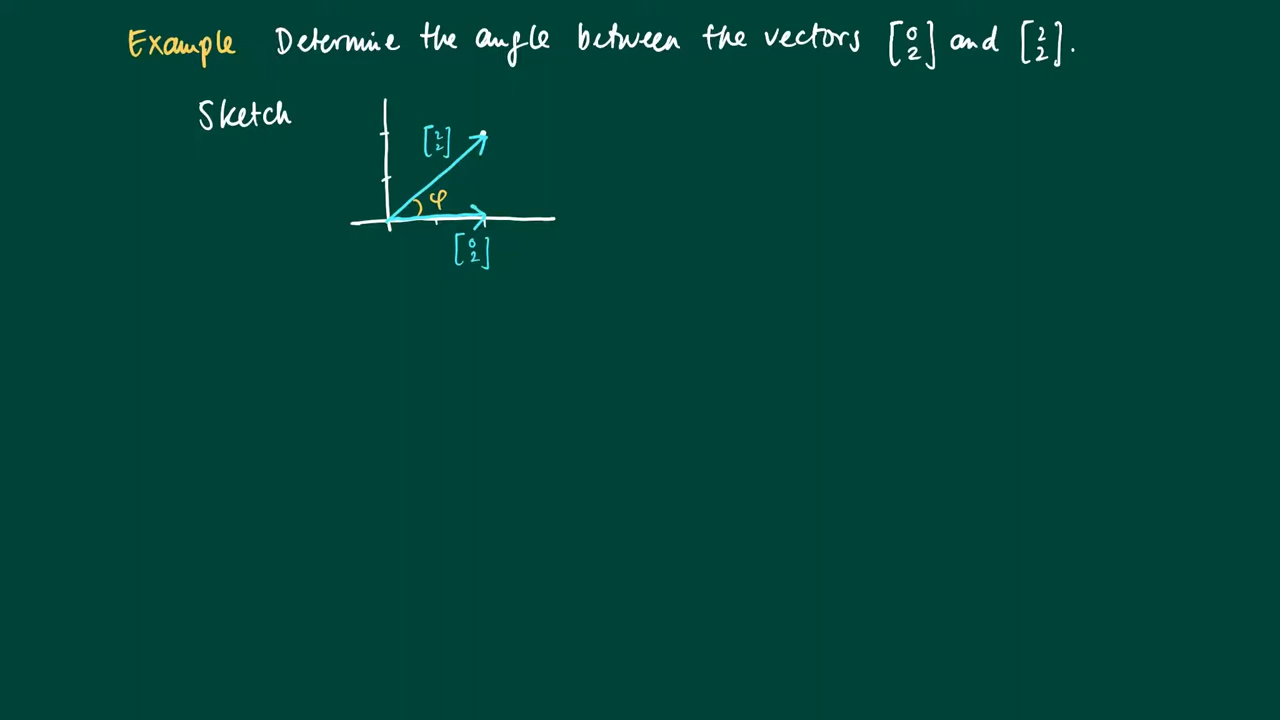 Example Determine the angle between the vectors [0 2] and [2 2].
Sketch
[2 2]
φ
[0 2]